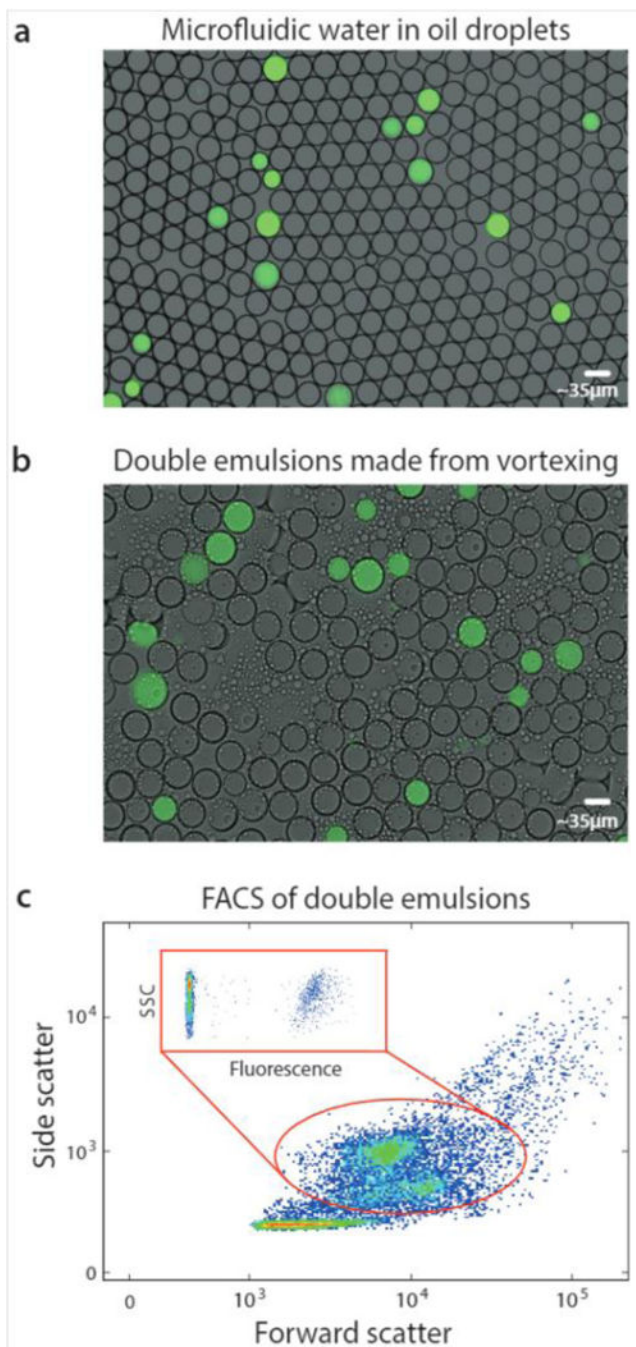 a
Microfluidic water in oil droplets
~35µm
b
Double emulsions made from vortexing
~35µm
c
FACS of double emulsions
SSC
Fluorescence
Side scatter
10⁴
10³
0
0
10³
10⁴
10⁵
Forward scatter